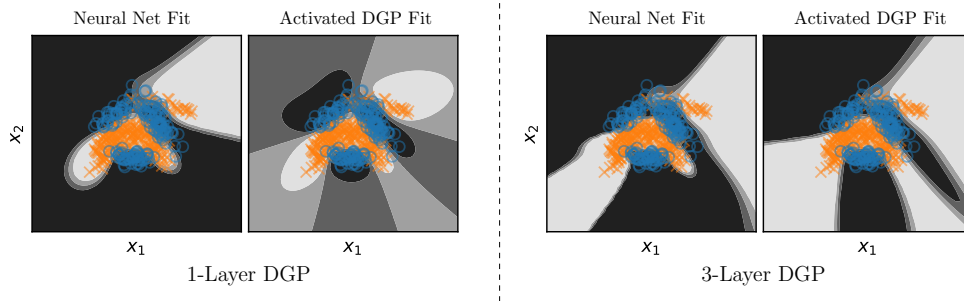 Neural Net Fit
Activated DGP Fit
x₂
x₁
x₁
1-Layer DGP
Neural Net Fit
Activated DGP Fit
x₂
x₁
x₁
3-Layer DGP